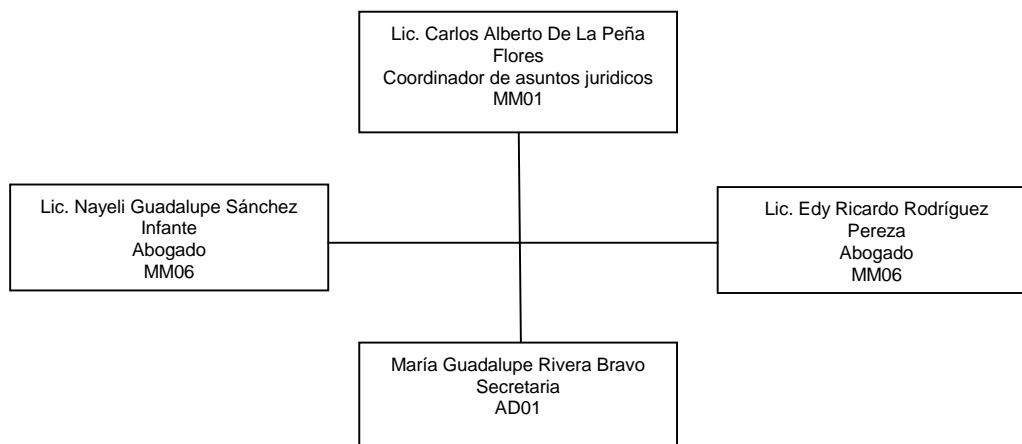 Lic. Carlos Alberto De La Peña
Flores
Coordinador de asuntos juridicos
MM01
Lic. Nayeli Guadalupe Sánchez
Infante
Abogado
MM06
Lic. Edy Ricardo Rodríguez
Pereza
Abogado
MM06
María Guadalupe Rivera Bravo
Secretaria
AD01